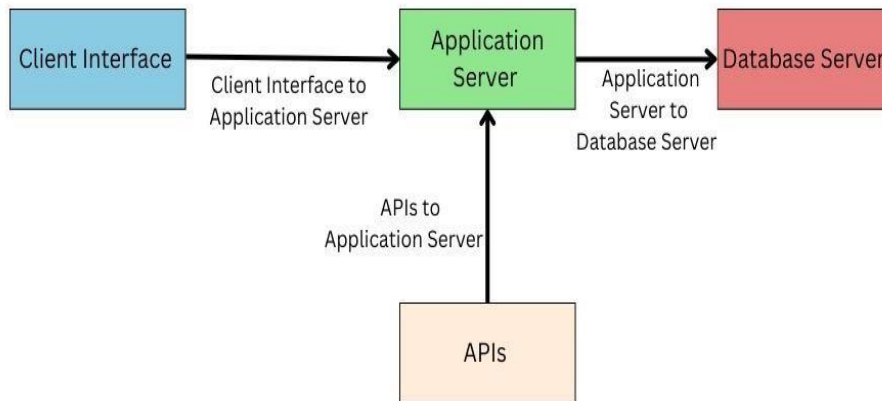 Client Interface
Application
Server
Database Server
Client Interface to
Application Server
Application
Server to
Database Server
APIs to
Application Server
APIs